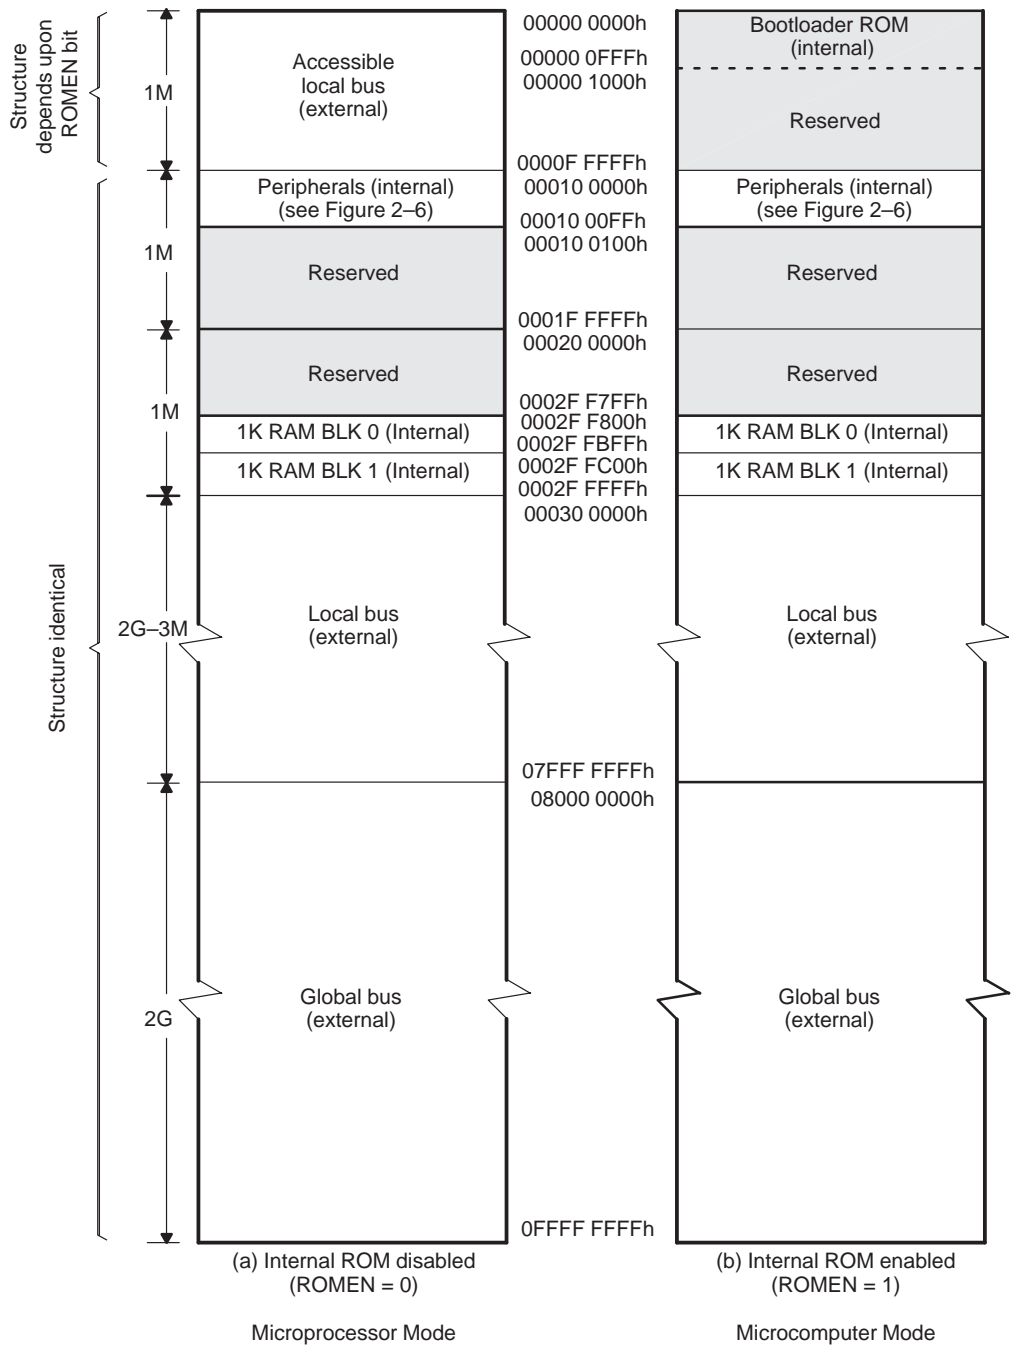 Structure
depends upon
ROMEN bit
1M
Accessible
local bus
(external)
00000 0000h
00000 0FFFh
00000 1000h
Bootloader ROM
(internal)
Reserved
0000F FFFFh
00010 0000h
Peripherals (internal)
(see Figure 2–6)
Peripherals (internal)
(see Figure 2–6)
00010 00FFh
00010 0100h
1M
Reserved
Reserved
0001F FFFFh
00020 0000h
Reserved
Reserved
1M
0002F F7FFh
0002F F800h
1K RAM BLK 0 (Internal)
1K RAM BLK 0 (Internal)
0002F FBFFh
0002F FC00h
1K RAM BLK 1 (Internal)
1K RAM BLK 1 (Internal)
0002F FFFFh
00030 0000h
Structure identical
2G–3M
Local bus
(external)
Local bus
(external)
07FFF FFFFh
08000 0000h
2G
Global bus
(external)
Global bus
(external)
0FFFF FFFFh
(a) Internal ROM disabled
(ROMEN = 0)
(b) Internal ROM enabled
(ROMEN = 1)
Microprocessor Mode
Microcomputer Mode